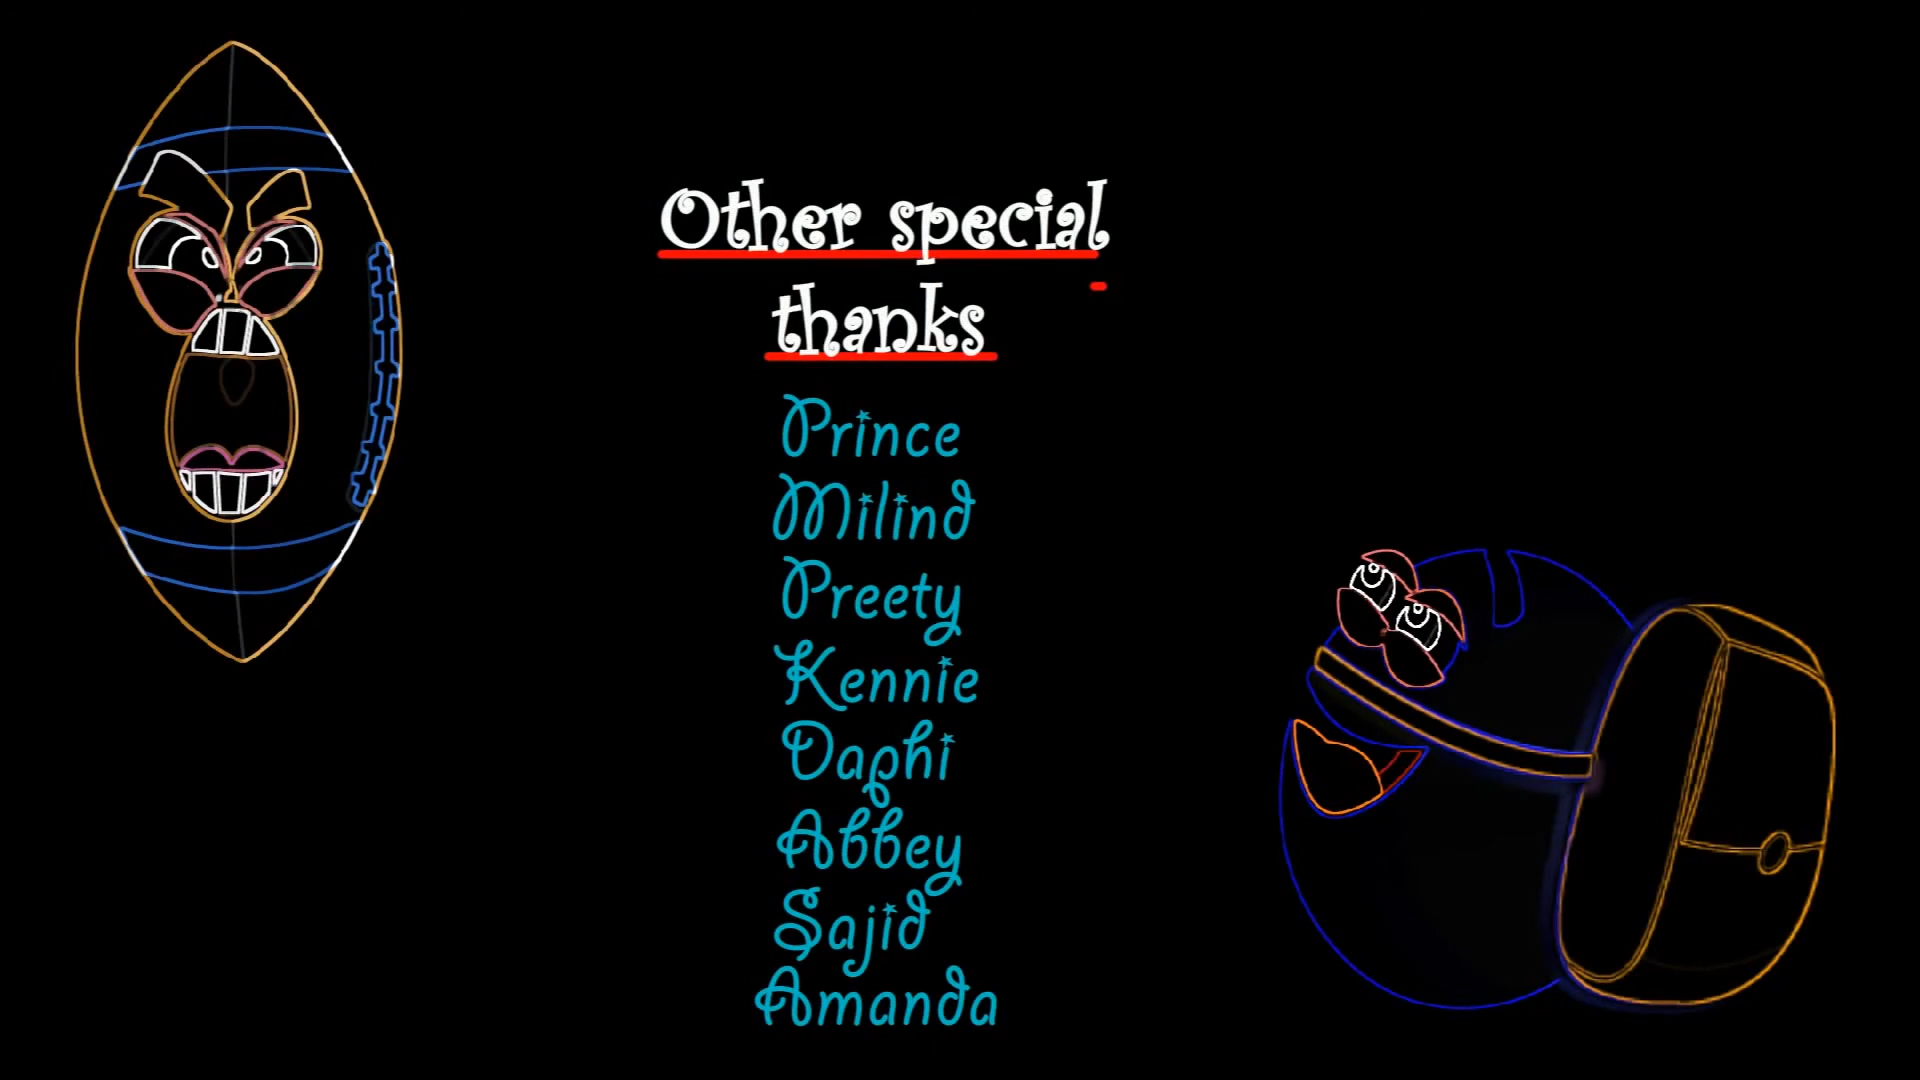 Other special
thanks
Prince
Milind
Preety
Kennie
Daphi
Abbey
Sajid
Amanda